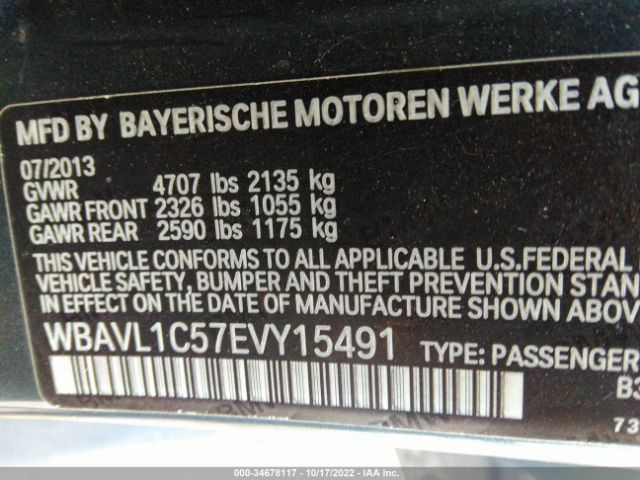 MFD BY BAYERISCHE MOTOREN WERKE AG
07/2013
GVWR 4707 lbs 2135 kg
GAWR FRONT 2326 lbs 1055 kg
GAWR REAR 2590 lbs 1175 kg
THIS VEHICLE CONFORMS TO ALL APPLICABLE U.S.FEDERAL
VEHICLE SAFETY, BUMPER AND THEFT PREVENTION STAN
IN EFFECT ON THE DATE OF MANUFACTURE SHOWN ABOV
WBAVL1C57EVY15491 TYPE: PASSENGER
B3
73
000-34678117 - 10/17/2022 - IAA Inc.